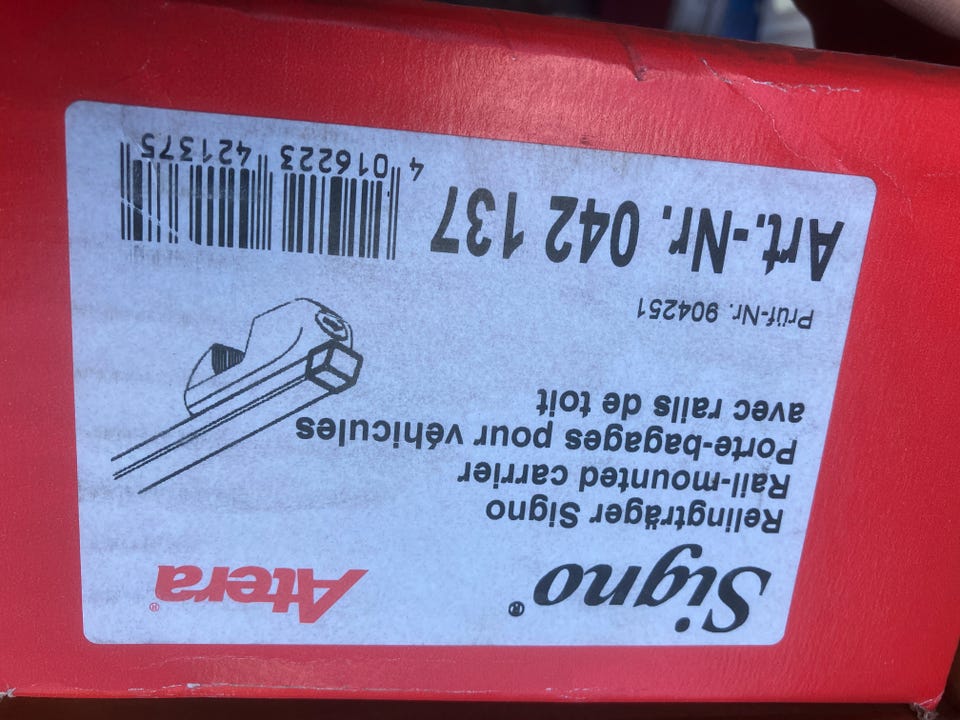 Signo®
Atera®
Relingträger Signo
Rail-mounted carrier
Porte-bagages pour véhicules
avec rails de toit
Prüf-Nr. 904251
Art.-Nr. 042 137
4 016223 421375